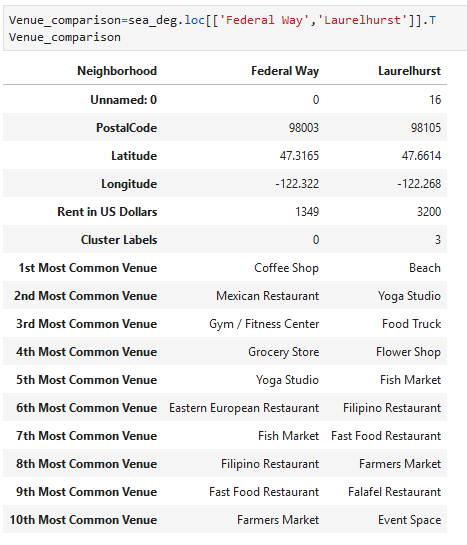 Venue_comparison=sea_deg.loc[['Federal Way','Laurelhurst']].T
Venue_comparison
Neighborhood Federal Way Laurelhurst
Unnamed: 0 0 16
PostalCode 98003 98105
Latitude 47.3165 47.6614
Longitude -122.322 -122.268
Rent in US Dollars 1349 3200
Cluster Labels 0 3
1st Most Common Venue Coffee Shop Beach
2nd Most Common Venue Mexican Restaurant Yoga Studio
3rd Most Common Venue Gym / Fitness Center Food Truck
4th Most Common Venue Grocery Store Flower Shop
5th Most Common Venue Yoga Studio Fish Market
6th Most Common Venue Eastern European Restaurant Filipino Restaurant
7th Most Common Venue Fish Market Fast Food Restaurant
8th Most Common Venue Filipino Restaurant Farmers Market
9th Most Common Venue Fast Food Restaurant Falafel Restaurant
10th Most Common Venue Farmers Market Event Space